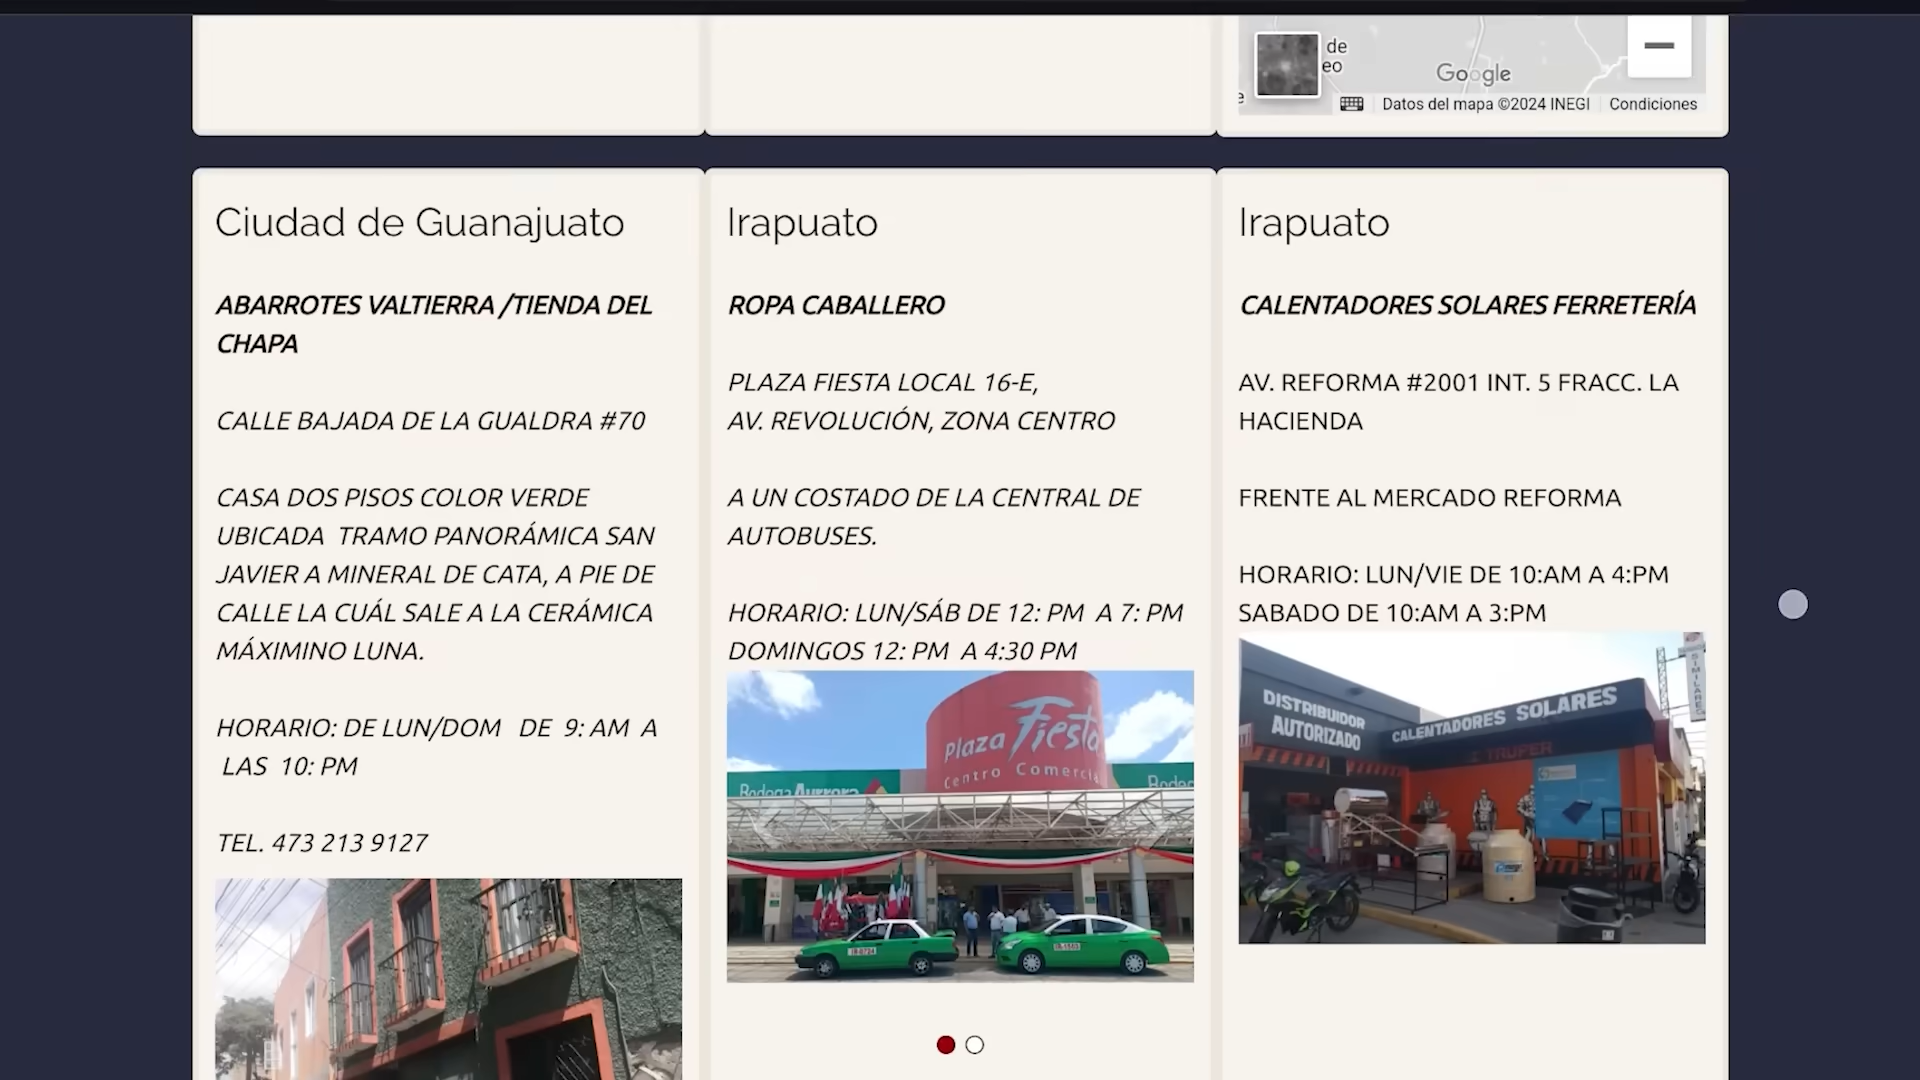 de
eo
e
Google
Datos del mapa ©2024 INEGI Condiciones
Ciudad de Guanajuato
ABARROTES VALTIERRA /TIENDA DEL
CHAPA
CALLE BAJADA DE LA GUALDRA #70
CASA DOS PISOS COLOR VERDE
UBICADA TRAMO PANORÁMICA SAN
JAVIER A MINERAL DE CATA, A PIE DE
CALLE LA CUÁL SALE A LA CERÁMICA
MÁXIMINO LUNA.
HORARIO: DE LUN/DOM DE 9: AM A
LAS 10: PM
TEL. 473 213 9127
Irapuato
ROPA CABALLERO
PLAZA FIESTA LOCAL 16-E,
AV. REVOLUCIÓN, ZONA CENTRO
A UN COSTADO DE LA CENTRAL DE
AUTOBUSES.
HORARIO: LUN/SÁB DE 12: PM A 7: PM
DOMINGOS 12: PM A 4:30 PM
Plaza Fiesta
Centro Comercia
Bodega Aurrera
Bodeg
Irapuato
CALENTADORES SOLARES FERRETERÍA
AV. REFORMA #2001 INT. 5 FRACC. LA
HACIENDA
FRENTE AL MERCADO REFORMA
HORARIO: LUN/VIE DE 10:AM A 4:PM
SABADO DE 10:AM A 3:PM
DISTRIBUIDOR
AUTORIZADO
CALENTADORES SOLARES
TRUPER
SIMILARES